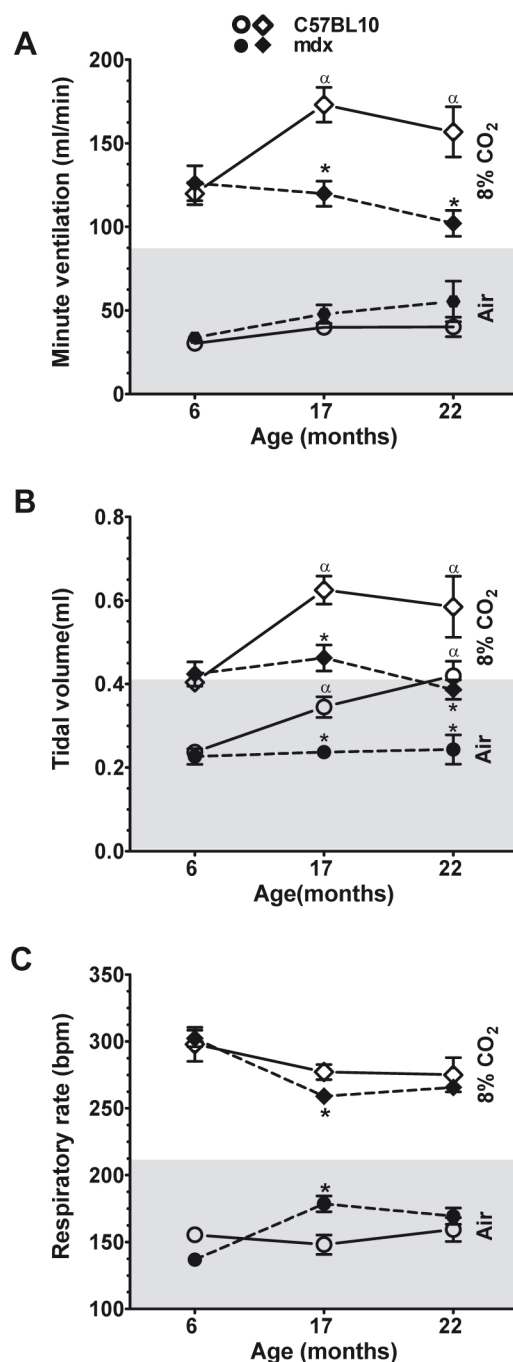 C57BL10
mdx
A
Minute ventilation (ml/min)
200
150
100
50
0
α
α
*
*
8% CO₂
Air
6
17
22
Age (months)
B
Tidal volume(ml)
0.8
0.6
0.4
0.2
0.0
α
α
*
α
α
*
*
*
8% CO₂
Air
6
17
22
Age(months)
C
Respiratory rate (bpm)
350
300
250
200
150
100
*
*
8% CO₂
Air
6
17
22
Age (months)